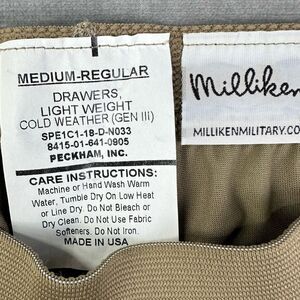 MEDIUM-REGULAR
DRAWERS,
LIGHT WEIGHT
COLD WEATHER (GEN III)
SPE1C1-18-D-N033
8415-01-641-0905
PECKHAM, INC.
CARE INSTRUCTIONS:
Machine or Hand Wash Warm
Water, Tumble Dry On Low Heat
or Line Dry. Do Not Bleach or
Dry Clean. Do Not Use Fabric
Softeners. Do Not Iron.
MADE IN USA
Milliken
MILLIKENMILITARY.CO